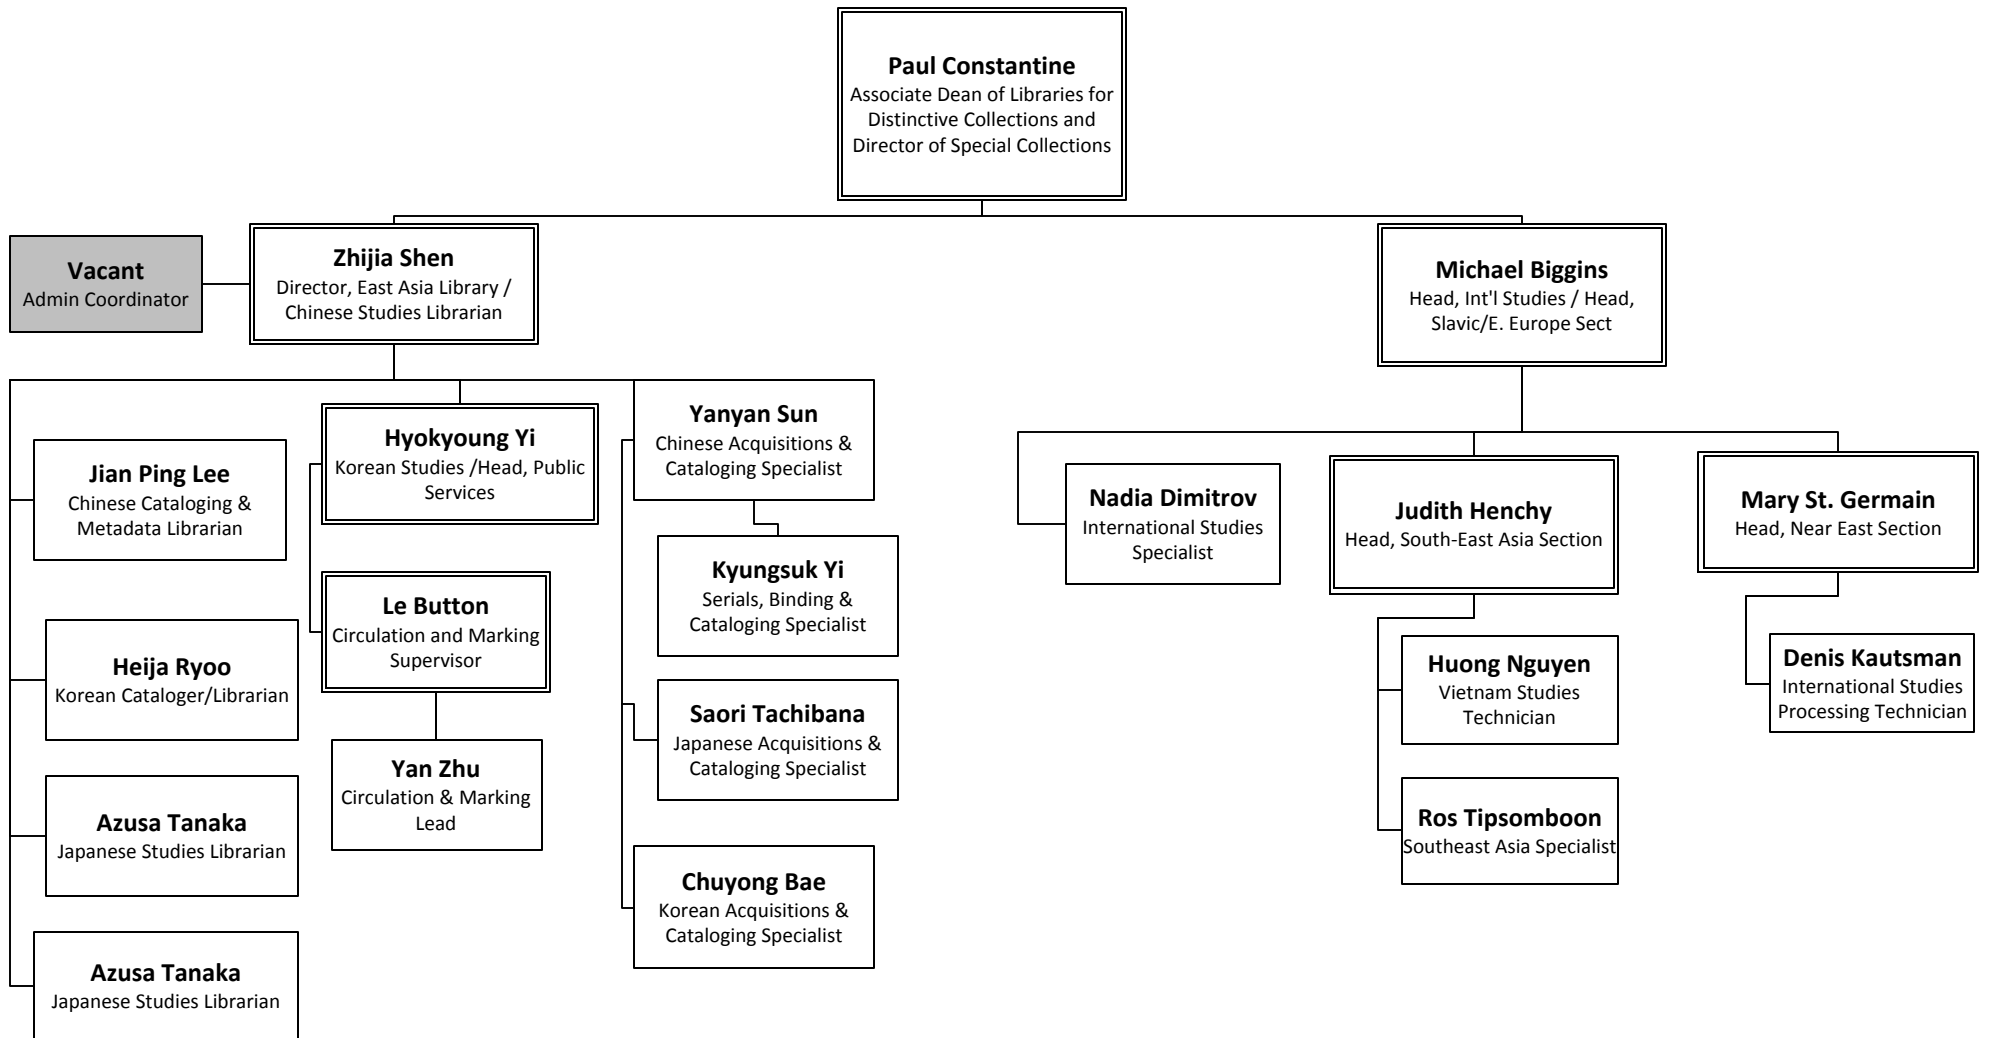 Paul Constantine
Associate Dean of Libraries for
Distinctive Collections and
Director of Special Collections
Vacant
Admin Coordinator
Zhijia Shen
Director, East Asia Library /
Chinese Studies Librarian
Michael Biggins
Head, Int'l Studies / Head,
Slavic/E. Europe Sect
Jian Ping Lee
Chinese Cataloging &
Metadata Librarian
Heija Ryoo
Korean Cataloger/Librarian
Azusa Tanaka
Japanese Studies Librarian
Azusa Tanaka
Japanese Studies Librarian
Hyokyoung Yi
Korean Studies /Head, Public
Services
Le Button
Circulation and Marking
Supervisor
Yan Zhu
Circulation & Marking
Lead
Yanyan Sun
Chinese Acquisitions &
Cataloging Specialist
Kyungsuk Yi
Serials, Binding &
Cataloging Specialist
Saori Tachibana
Japanese Acquisitions &
Cataloging Specialist
Chuyong Bae
Korean Acquisitions &
Cataloging Specialist
Nadia Dimitrov
International Studies
Specialist
Judith Henchy
Head, South-East Asia Section
Huong Nguyen
Vietnam Studies
Technician
Ros Tipsomboon
Southeast Asia Specialist
Mary St. Germain
Head, Near East Section
Denis Kautsman
International Studies
Processing Technician